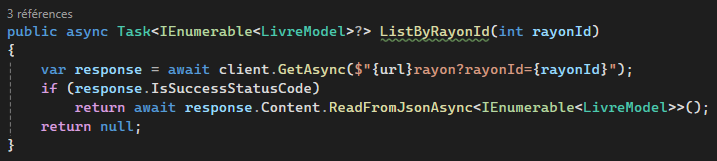 3 références
public async Task<IEnumerable<LivreModel>?> ListByRayonId(int rayonId)
{
    var response = await client.GetAsync($"{url}rayon?rayonId={rayonId}");
    if (response.IsSuccessStatusCode)
        return await response.Content.ReadFromJsonAsync<IEnumerable<LivreModel>>();
    return null;
}